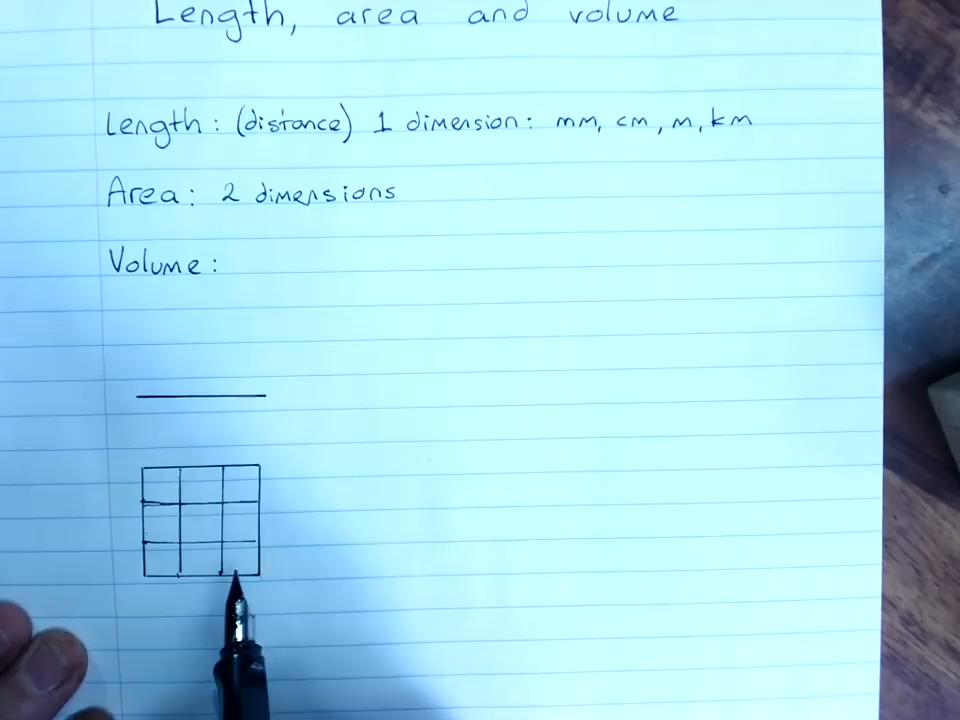 Length, area and volume
Length: (distance) 1 dimension: mm, cm, m, km
Area: 2 dimensions
Volume: